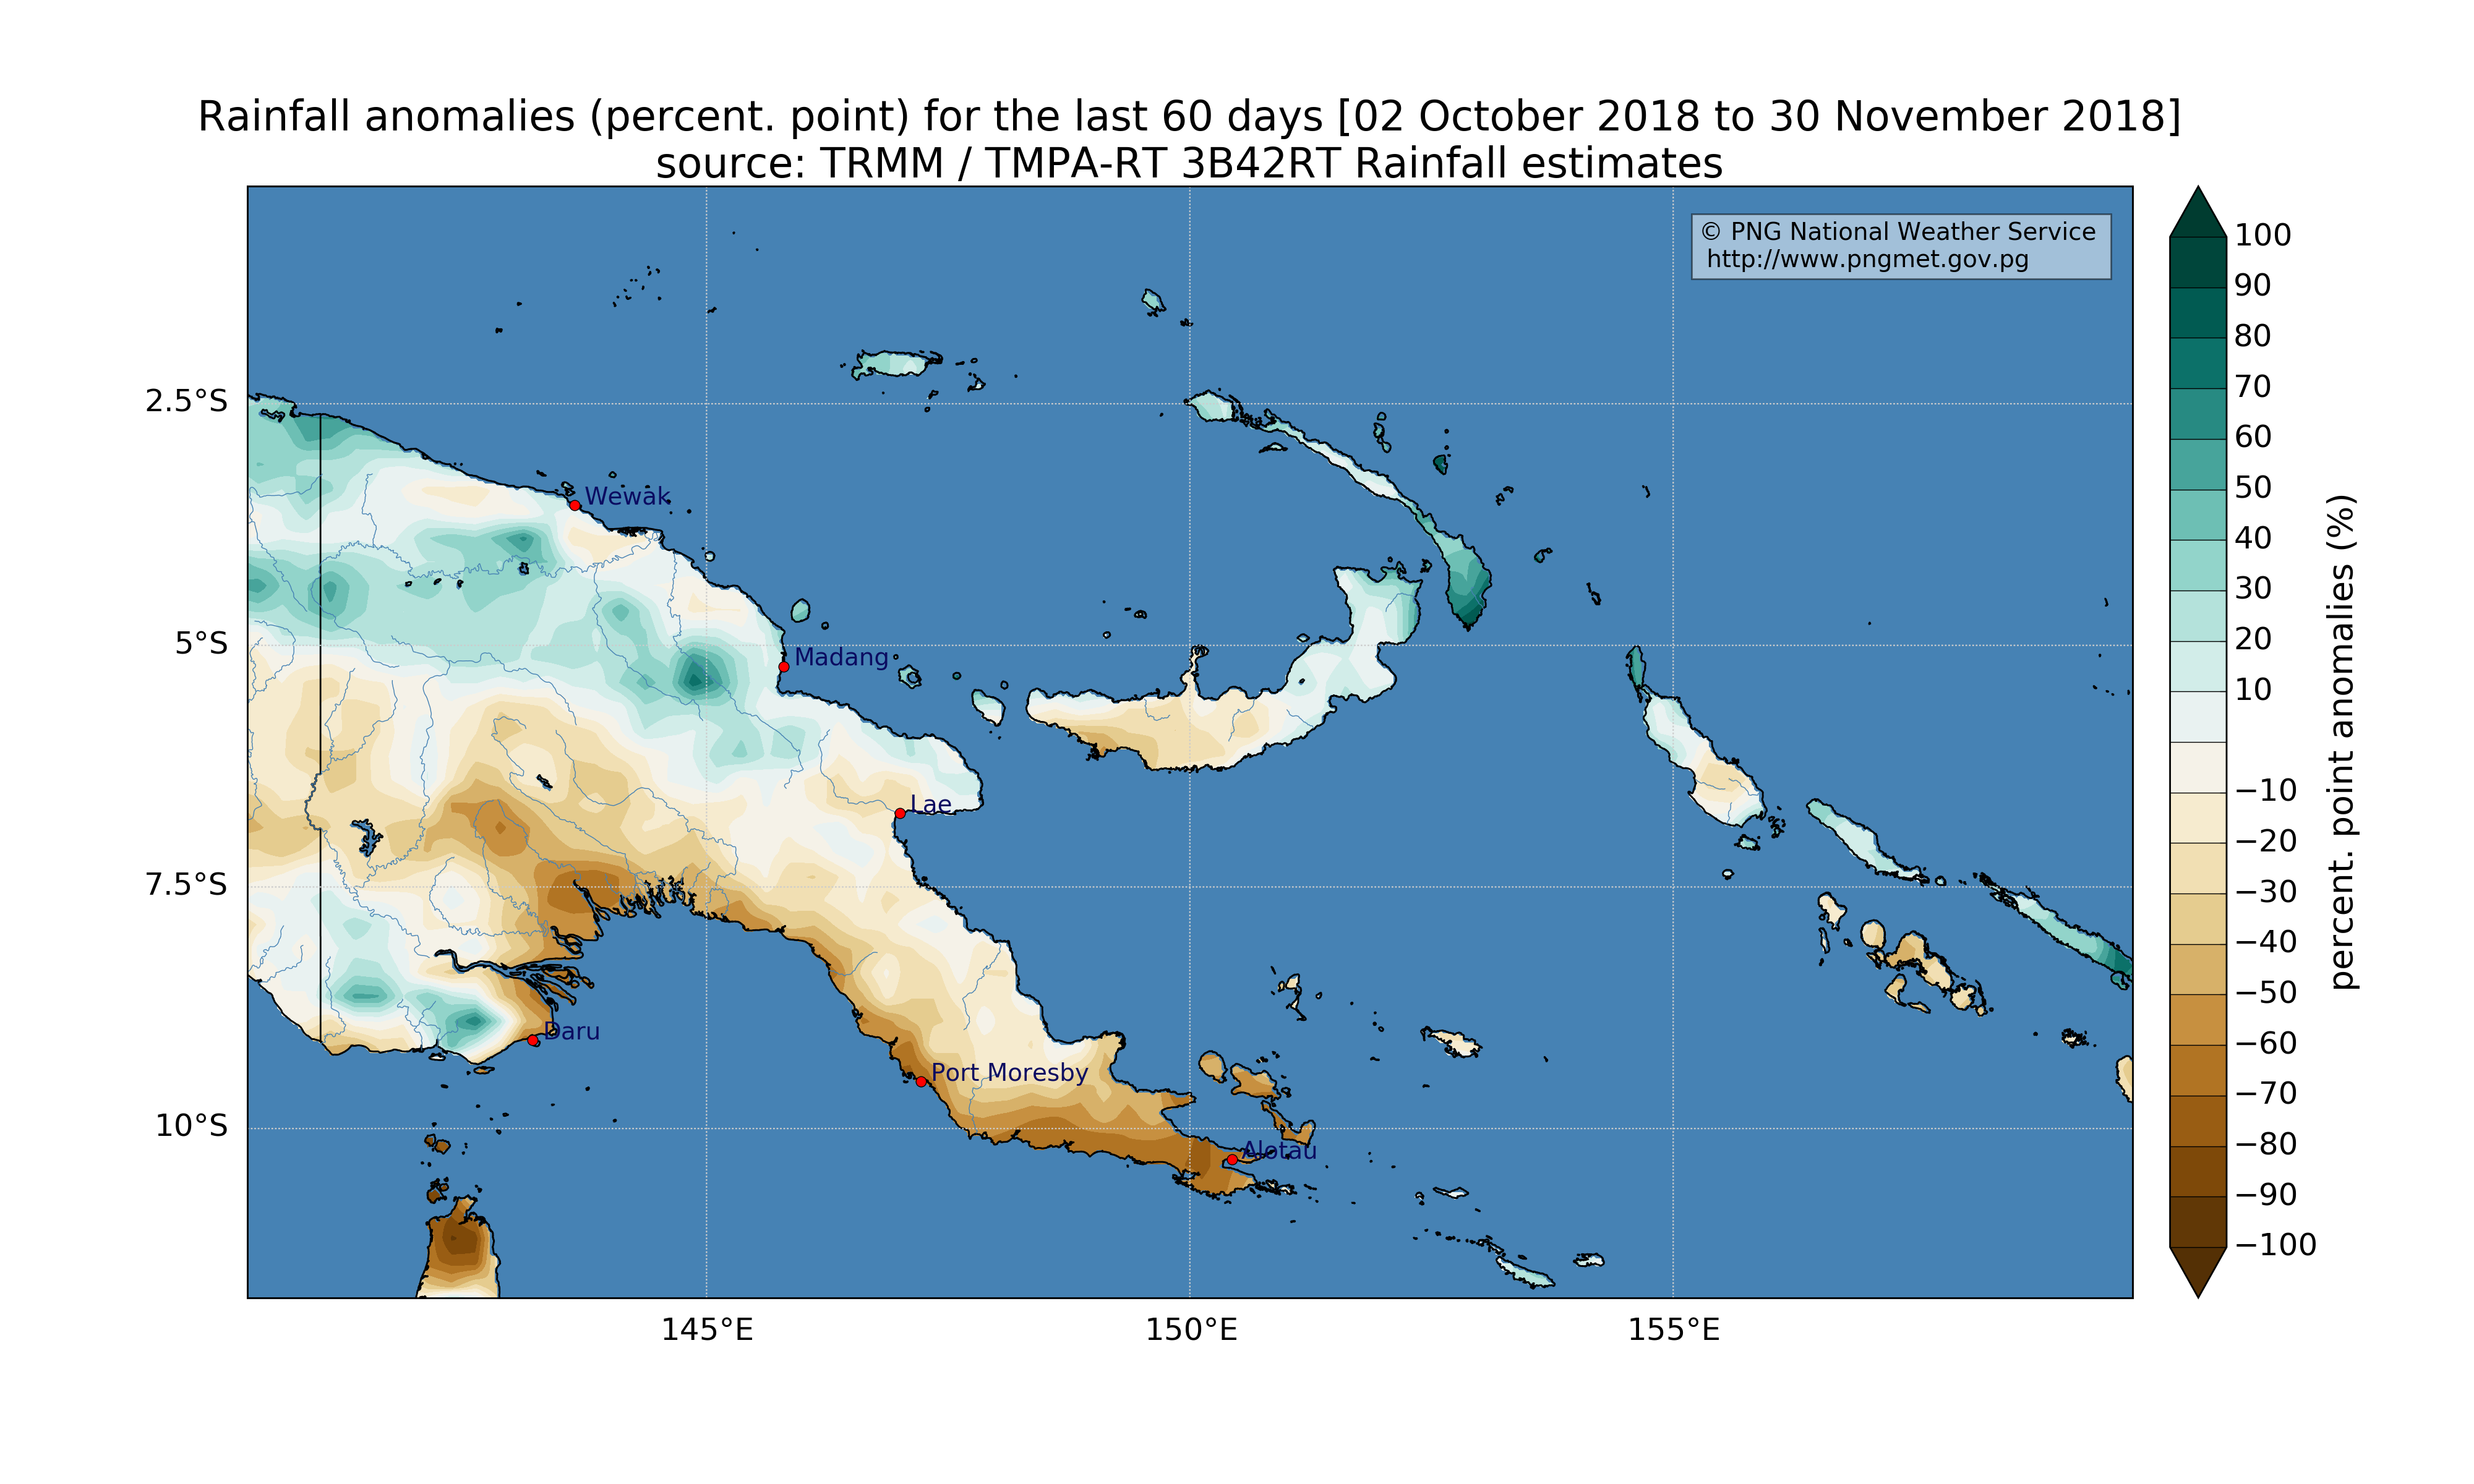 Rainfall anomalies (percent. point) for the last 60 days [02 October 2018 to 30 November 2018]
source: TRMM / TMPA-RT 3B42RT Rainfall estimates
© PNG National Weather Service
http://www.pngmet.gov.pg
2.5°S
5°S
7.5°S
10°S
Wewak
Madang
Lae
Daru
Port Moresby
Alotau
145°E
150°E
155°E
100
90
80
70
60
50
40
30
20
10
−10
−20
−30
−40
−50
−60
−70
−80
−90
−100
percent. point anomalies (%)